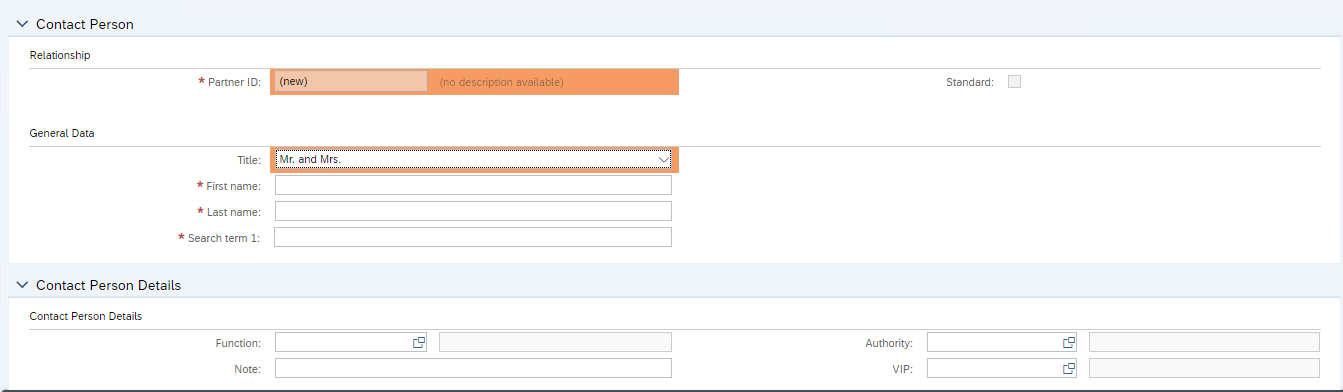 Contact Person
Relationship
* Partner ID: (new) (no description available) Standard:
General Data
Title: Mr. and Mrs.
* First name:
* Last name:
* Search term 1:
Contact Person Details
Contact Person Details
Function: Authority:
Note: VIP: